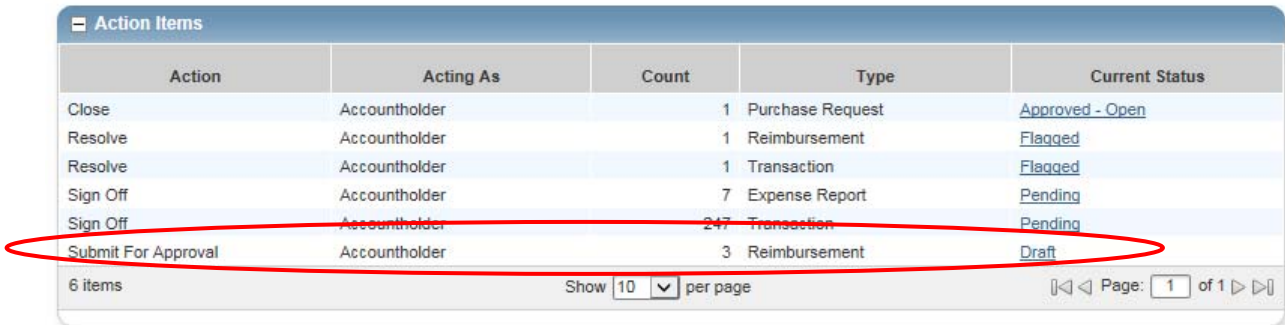 Action Items
Action Acting As Count Type Current Status
Close Accountholder 1 Purchase Request Approved - Open
Resolve Accountholder 1 Reimbursement Flagged
Resolve Accountholder 1 Transaction Flagged
Sign Off Accountholder 7 Expense Report Pending
Sign Off Accountholder 247 Transaction Pending
Submit For Approval Accountholder 3 Reimbursement Draft
6 items Show 10 per page Page: 1 of 1